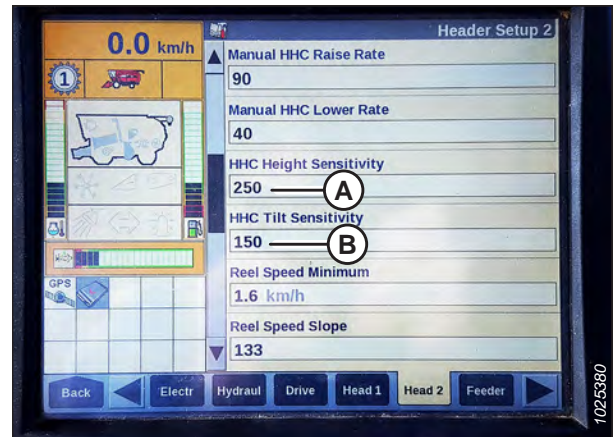 0.0 km/h
Header Setup 2
1
Manual HHC Raise Rate
90
Manual HHC Lower Rate
40
HHC Height Sensitivity
250
A
HHC Tilt Sensitivity
150
B
Reel Speed Minimum
1.6 km/h
Reel Speed Slope
133
GPS
Back
Electr
Hydraul
Drive
Head 1
Head 2
Feeder
1025380